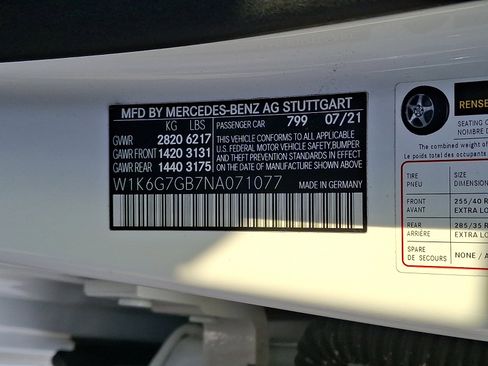 MFD BY MERCEDES-BENZ AG STUTTGART
KG LBS PASSENGER CAR 799 07/21
GVWR 2820 6217
GAWR FRONT 1420 3131
GAWR REAR 1440 3175
THIS VEHICLE CONFORMS TO ALL APPLICABLE
U.S. FEDERAL MOTOR VEHICLE SAFETY,BUMPER
AND THEFT PREVENTION STANDARDS IN EFFECT
ON THE DATE OF MANUFACTURE SHOWN ABOVE.
W1K6G7GB7NA071077 MADE IN GERMANY
SEATING
NOMBRE D
The combined weight of
Le poids total des occupants
TIRE SIZE
PNEU DIMENSION
FRONT 255/40 R
AVANT EXTRA LO
REAR 285/35 R
ARRIÈRE EXTRA LO
SPARE NONE / A
DE SECOURS